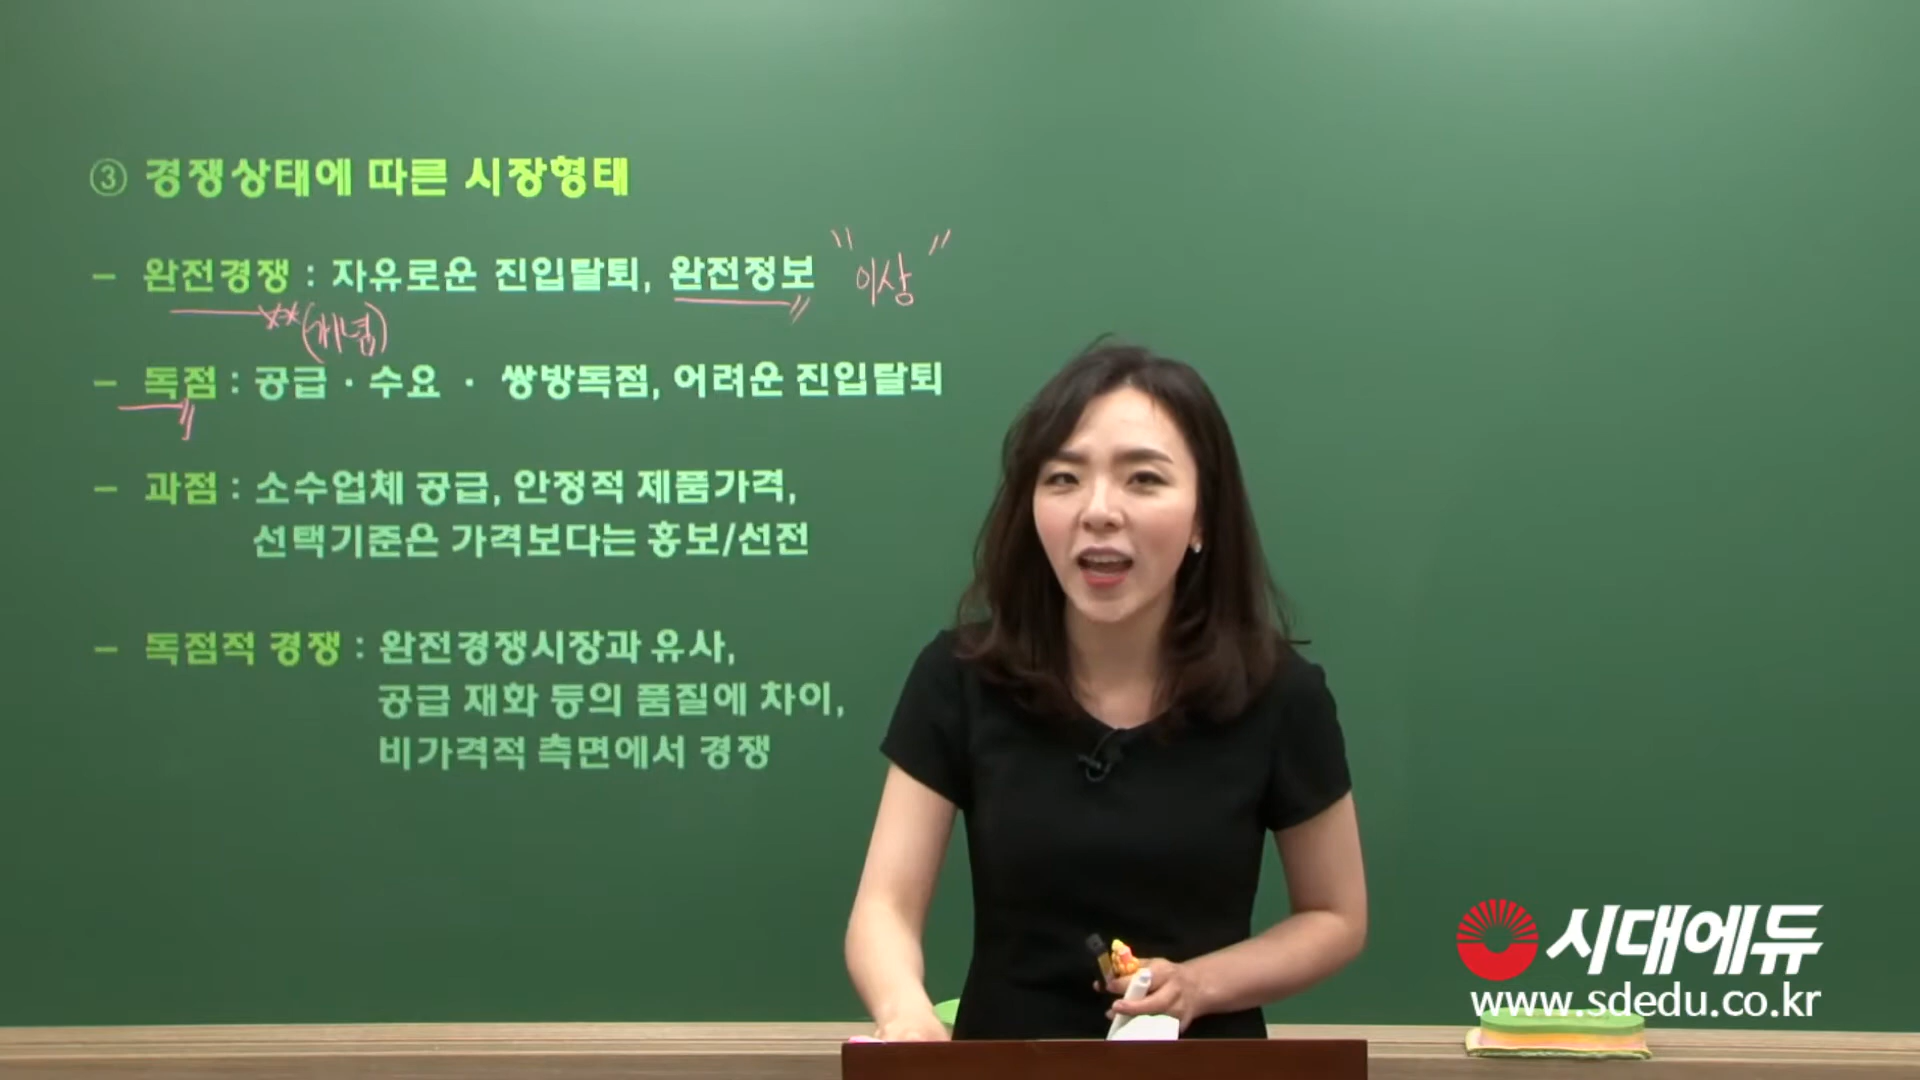 ③ 경쟁상태에 따른 시장형태
− 완전경쟁 : 자유로운 진입탈퇴, 완전정보 "이상"
(개념)
− 독점 : 공급 · 수요 · 쌍방독점, 어려운 진입탈퇴
− 과점 : 소수업체 공급, 안정적 제품가격,
선택기준은 가격보다는 홍보/선전
− 독점적 경쟁 : 완전경쟁시장과 유사,
공급 재화 등의 품질에 차이,
비가격적 측면에서 경쟁
시대에듀
www.sdedu.co.kr